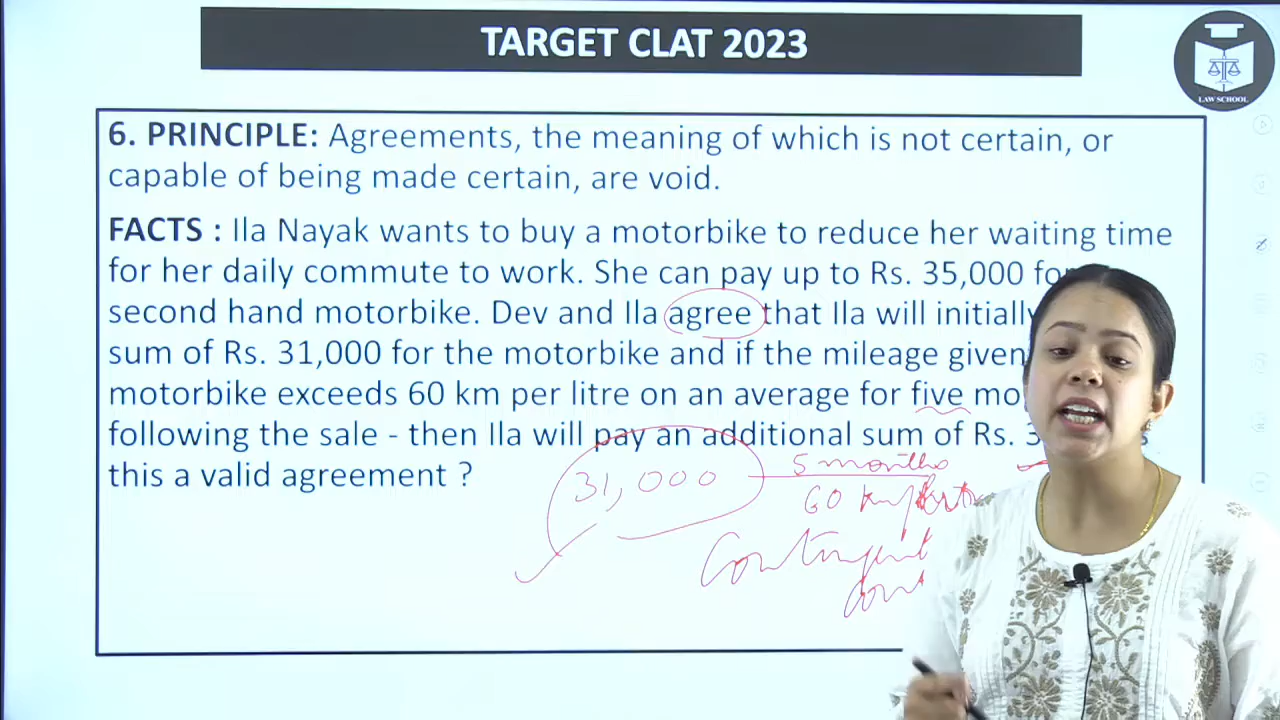 TARGET CLAT 2023
LAW SCHOOL
6. PRINCIPLE: Agreements, the meaning of which is not certain, or
capable of being made certain, are void.
FACTS : Ila Nayak wants to buy a motorbike to reduce her waiting time
for her daily commute to work. She can pay up to Rs. 35,000 for
second hand motorbike. Dev and Ila agree that Ila will initially
sum of Rs. 31,000 for the motorbike and if the mileage given
motorbike exceeds 60 km per litre on an average for five mo
following the sale - then Ila will pay an additional sum of Rs. 3
this a valid agreement ?
31,000
5 months
60 km/
Contingent